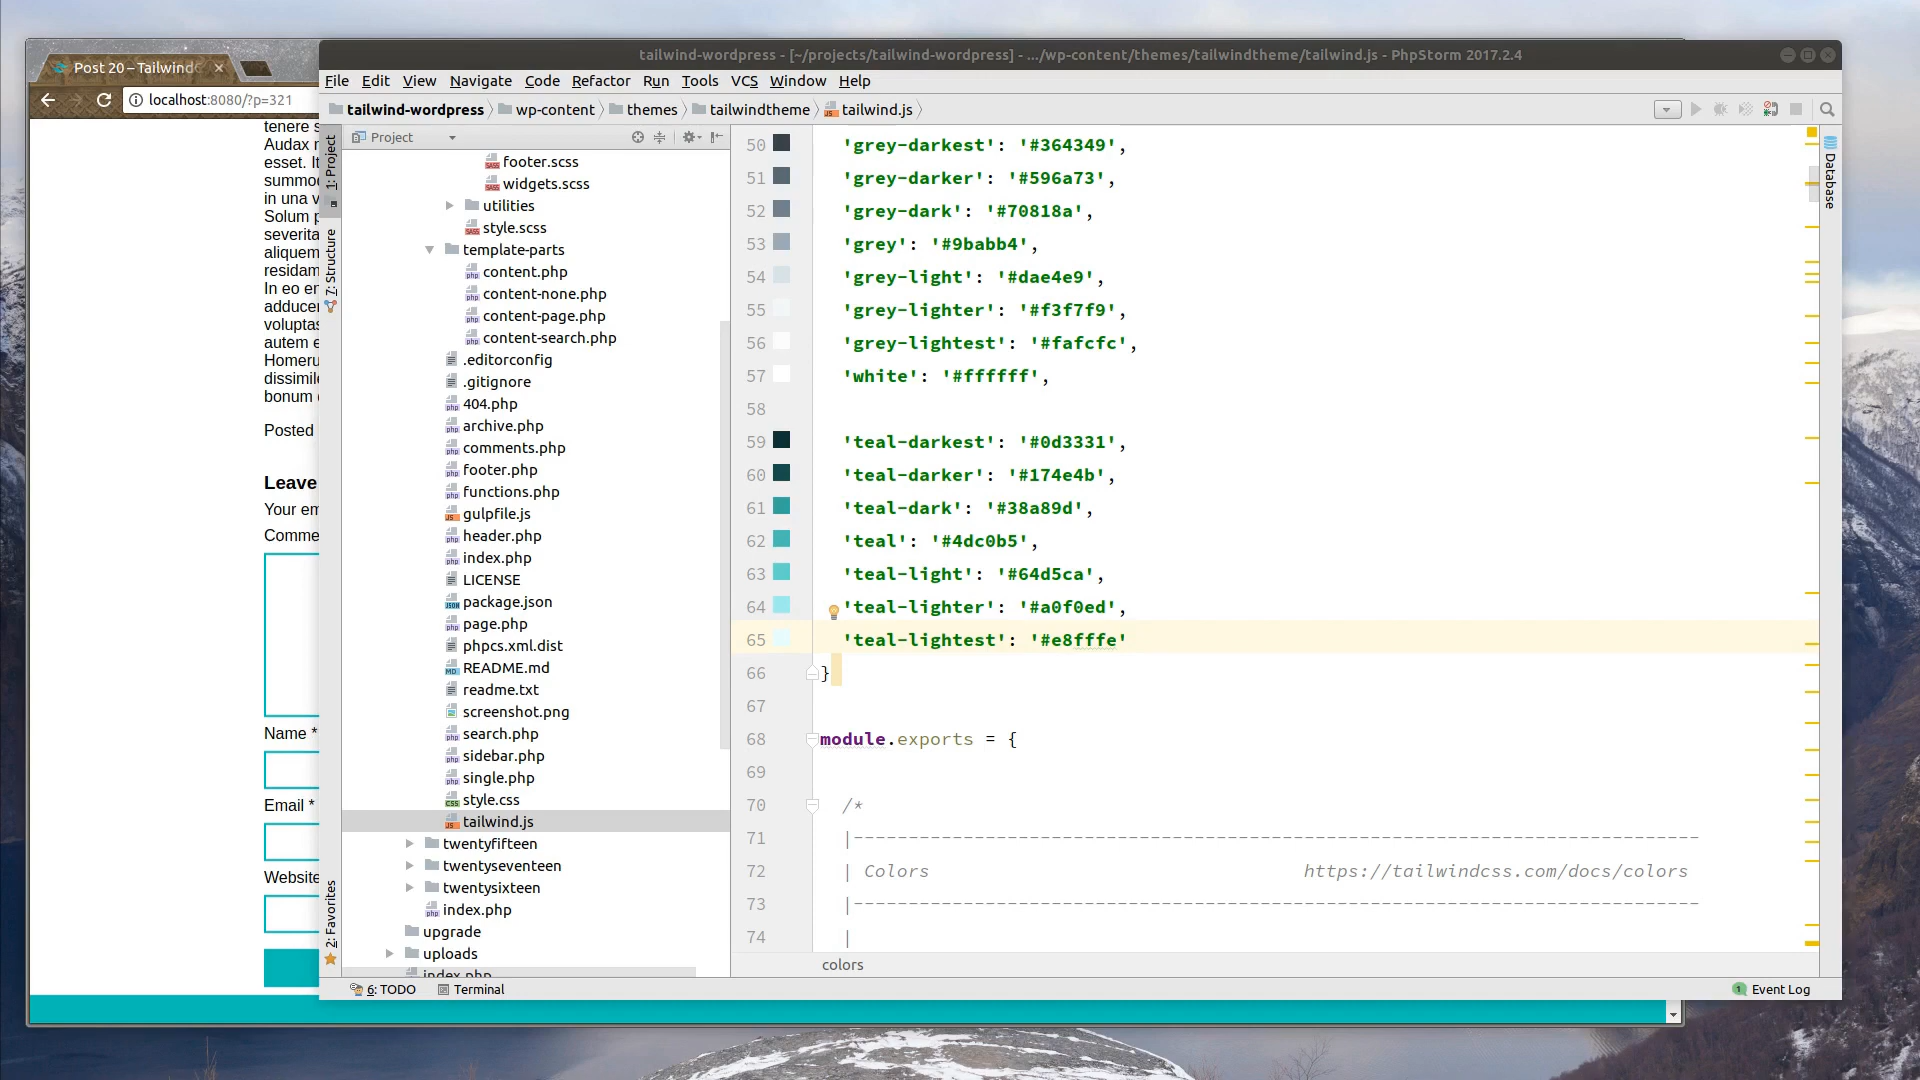 tailwind-wordpress - [~/projects/tailwind-wordpress] - .../wp-content/themes/tailwindtheme/tailwind.js - PhpStorm 2017.2.4
Post 20 – Tailwind
localhost:8080/?p=321
File Edit View Navigate Code Refactor Run Tools VCS Window Help
tailwind-wordpress wp-content themes tailwindtheme tailwind.js
tenere
Audax
esset. It
summo
in una v
Solum p
severita
aliquem
residam
In eo er
adducer
voluptas
autem e
Homeru
dissimile
bonum
Posted
Leave
Your em
Comme
Name *
Email *
Website
1: Project
7: Structure
2: Favorites
Project
footer.scss
widgets.scss
utilities
style.scss
template-parts
content.php
content-none.php
content-page.php
content-search.php
.editorconfig
.gitignore
404.php
archive.php
comments.php
footer.php
functions.php
gulpfile.js
header.php
index.php
LICENSE
package.json
page.php
phpcs.xml.dist
README.md
readme.txt
screenshot.png
search.php
sidebar.php
single.php
style.css
tailwind.js
twentyfifteen
twentyseventeen
twentysixteen
index.php
upgrade
uploads
index.php
50 'grey-darkest': '#364349',
51 'grey-darker': '#596a73',
52 'grey-dark': '#70818a',
53 'grey': '#9babb4',
54 'grey-light': '#dae4e9',
55 'grey-lighter': '#f3f7f9',
56 'grey-lightest': '#fafcfc',
57 'white': '#ffffff',
58
59 'teal-darkest': '#0d3331',
60 'teal-darker': '#174e4b',
61 'teal-dark': '#38a89d',
62 'teal': '#4dc0b5',
63 'teal-light': '#64d5ca',
64 'teal-lighter': '#a0f0ed',
65 'teal-lightest': '#e8fffe'
66 }
67
68 module.exports = {
69
70 /*
71 |-----------------------------------------------------------------------------
72 | Colors https://tailwindcss.com/docs/colors
73 |-----------------------------------------------------------------------------
74 |
colors
Database
6: TODO Terminal
1 Event Log